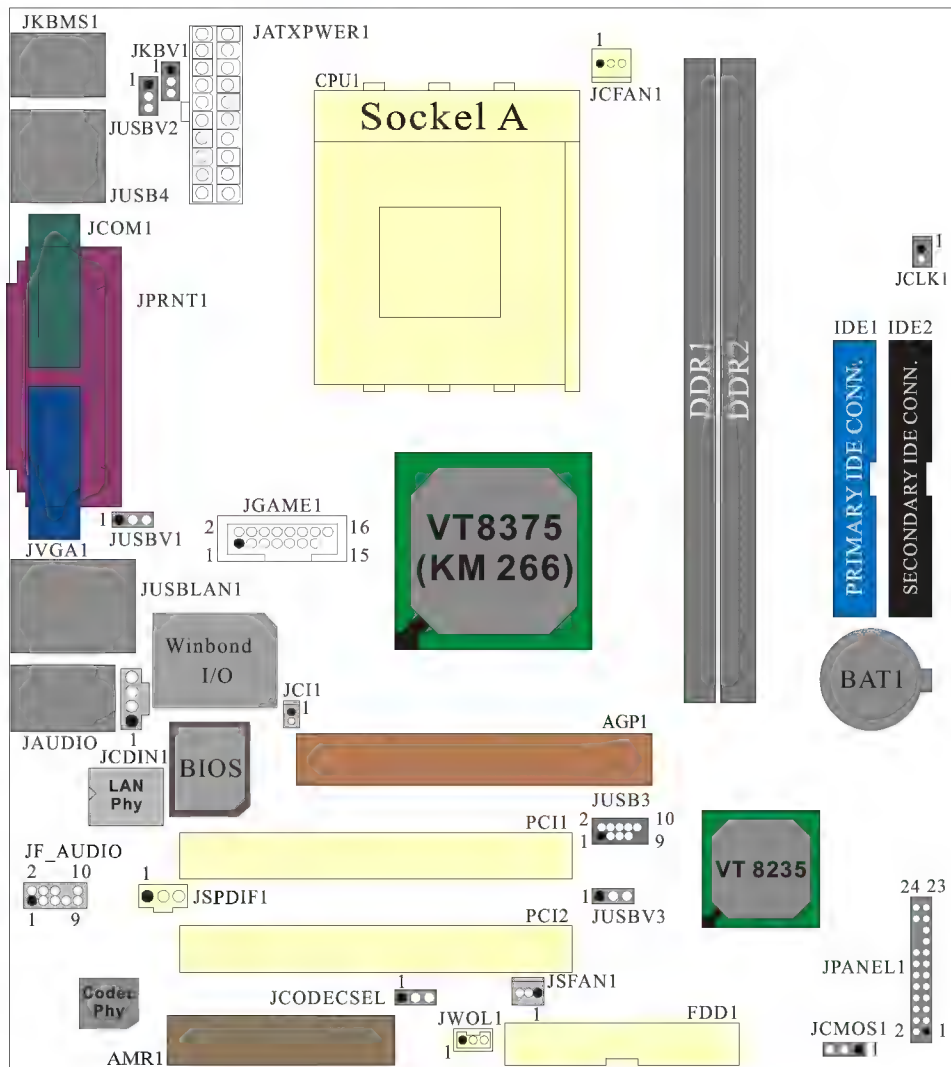 JKBMS1
JATXPWER1
JKBV1
1
1
JUSBV2
CPU1
Sockel A
1
JCFAN1
JUSB4
JCOM1
JPRNT1
1
JCLK1
DDR1
DDR2
IDE1 IDE2
PRIMARY IDE CONN.
SECONDARY IDE CONN.
JGAME1
2 16
1 15
1
JUSBV1
JVGA1
VT8375
(KM 266)
JUSBLAN1
Winbond
I/O
BAT1
JCI1
1
1
JAUDIO
JCDIN1
AGP1
BIOS
LAN
Phy
JUSB3
2 10
1 9
PCI1
VT 8235
JF_AUDIO
2 10
1 9
1
JSPDIF1
1
JUSBV3
PCI2
24 23
JPANEL1
2 1
Codec
Phy
JCODECSEL
1
JSFAN1
1
JWOL1
1
FDD1
JCMOS1
1
AMR1